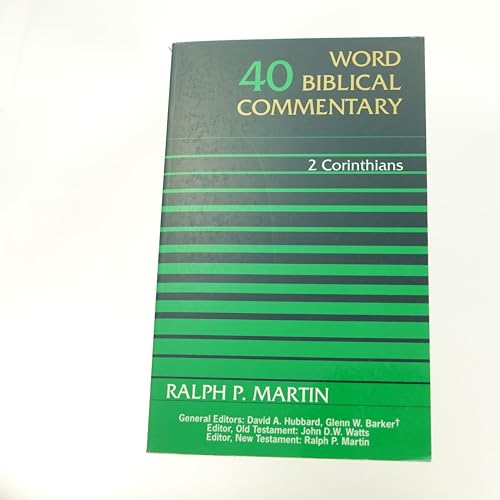 40 WORD
BIBLICAL
COMMENTARY
2 Corinthians
RALPH P. MARTIN
General Editors: David A. Hubbard, Glenn W. Barker†
Editor, Old Testament: John D.W. Watts
Editor, New Testament: Ralph P. Martin